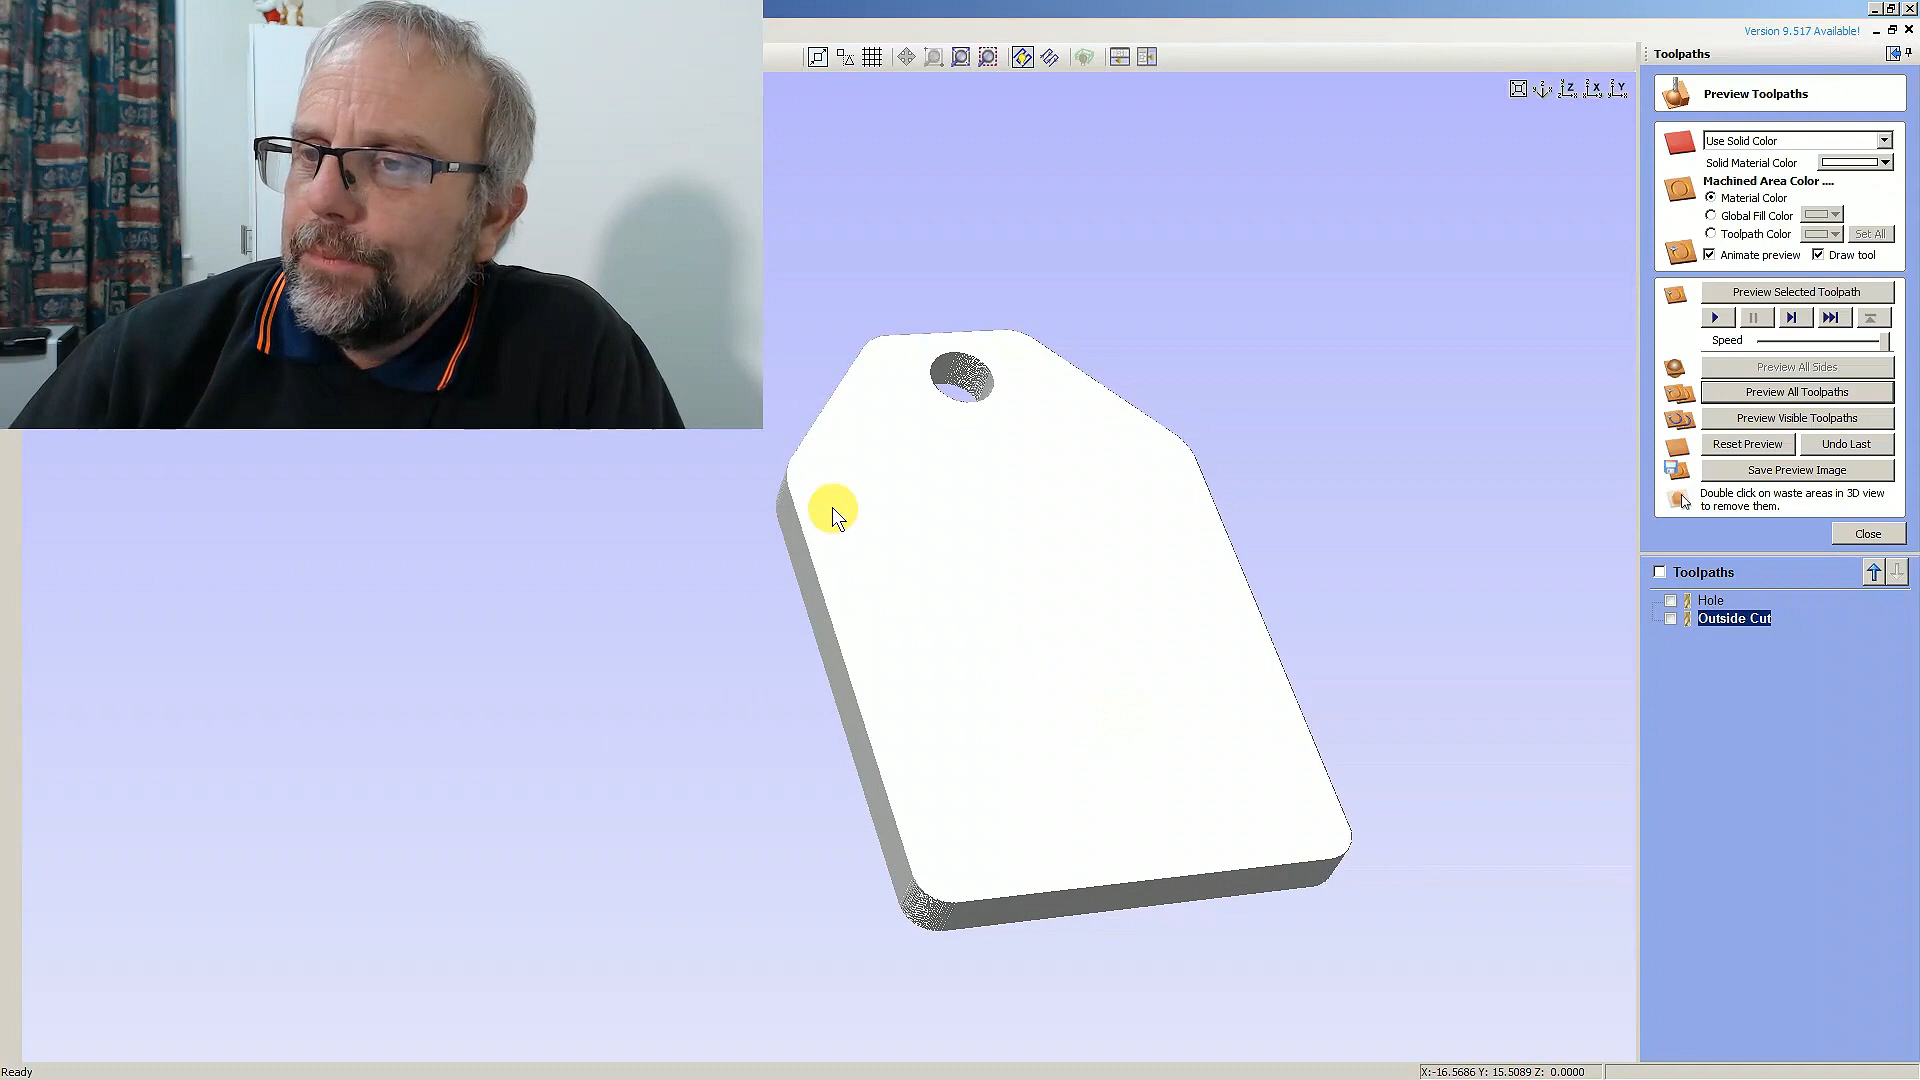 Version 9.517 Available!
Toolpaths
Preview Toolpaths
Use Solid Color
Solid Material Color
Machined Area Color ....
Material Color
Global Fill Color
Toolpath Color
Set All
Animate preview
Draw tool
Preview Selected Toolpath
Speed
Preview All Sides
Preview All Toolpaths
Preview Visible Toolpaths
Reset Preview
Undo Last
Save Preview Image
Double click on waste areas in 3D view
to remove them.
Close
Toolpaths
Hole
Outside Cut
Ready
X:-16.5686 Y: 15.5089 Z: 0.0000